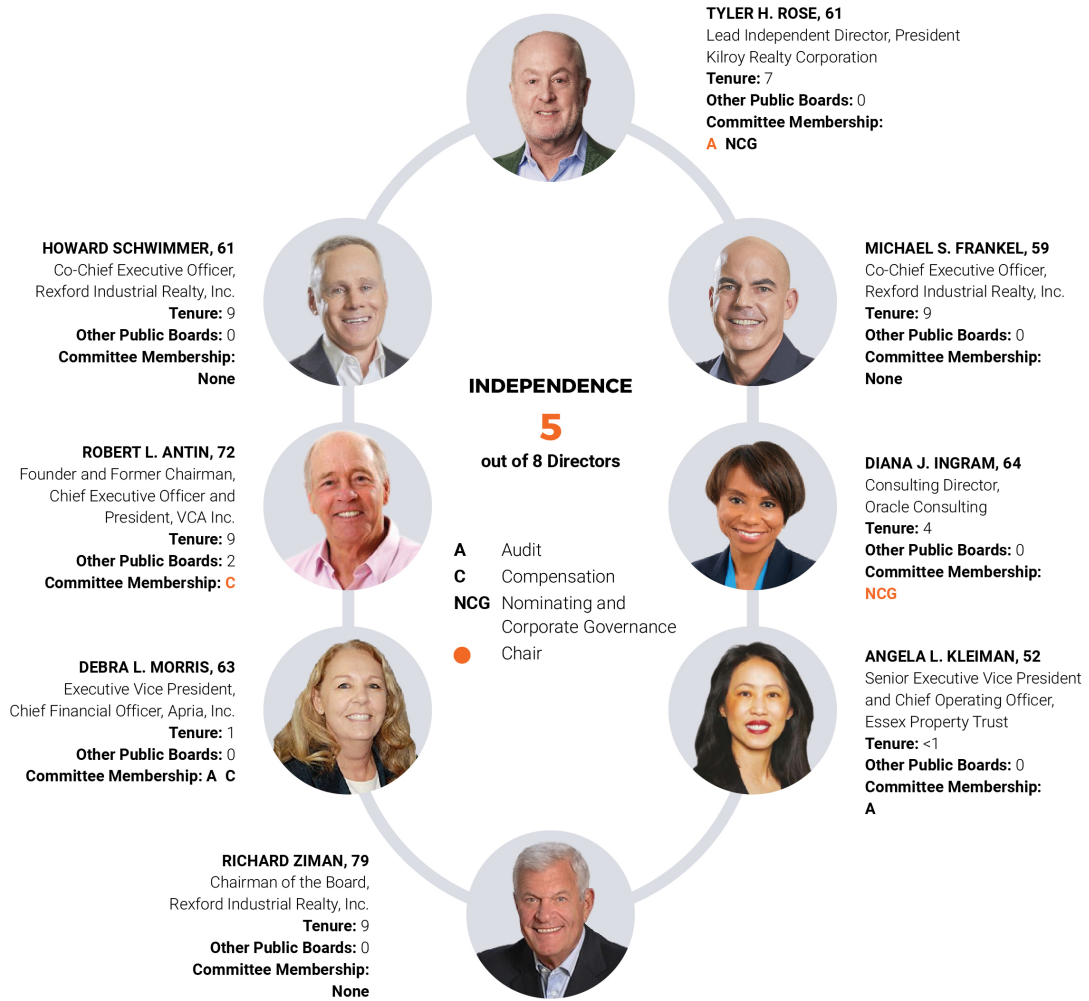 TYLER H. ROSE, 61
Lead Independent Director, President
Kilroy Realty Corporation
Tenure: 7
Other Public Boards: 0
Committee Membership:
A NCG
HOWARD SCHWIMMER, 61
Co-Chief Executive Officer,
Rexford Industrial Realty, Inc.
Tenure: 9
Other Public Boards: 0
Committee Membership:
None
MICHAEL S. FRANKEL, 59
Co-Chief Executive Officer,
Rexford Industrial Realty, Inc.
Tenure: 9
Other Public Boards: 0
Committee Membership:
None
INDEPENDENCE
5
out of 8 Directors
ROBERT L. ANTIN, 72
Founder and Former Chairman,
Chief Executive Officer and
President, VCA Inc.
Tenure: 9
Other Public Boards: 2
Committee Membership: C
DIANA J. INGRAM, 64
Consulting Director,
Oracle Consulting
Tenure: 4
Other Public Boards: 0
Committee Membership:
NCG
A Audit
C Compensation
NCG Nominating and
Corporate Governance
Chair
DEBRA L. MORRIS, 63
Executive Vice President,
Chief Financial Officer, Apria, Inc.
Tenure: 1
Other Public Boards: 0
Committee Membership: A C
ANGELA L. KLEIMAN, 52
Senior Executive Vice President
and Chief Operating Officer,
Essex Property Trust
Tenure: <1
Other Public Boards: 0
Committee Membership:
A
RICHARD ZIMAN, 79
Chairman of the Board,
Rexford Industrial Realty, Inc.
Tenure: 9
Other Public Boards: 0
Committee Membership:
None